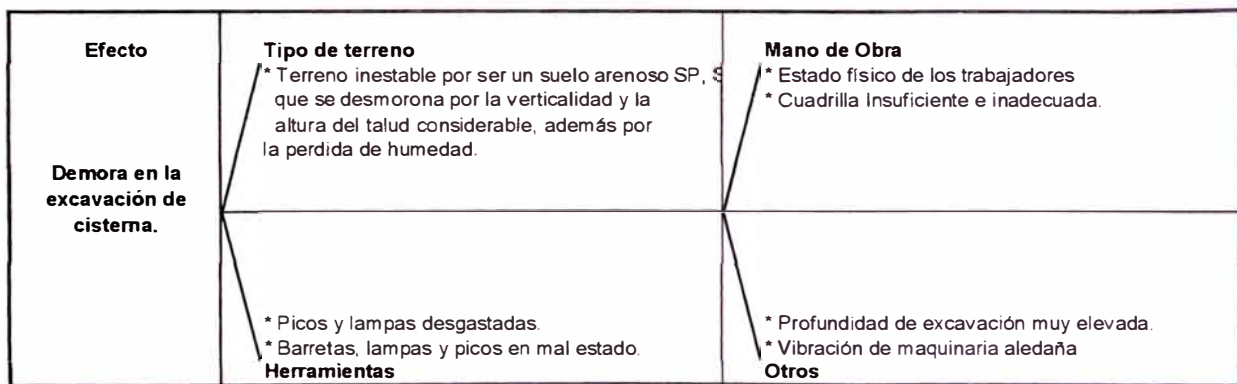 Efecto
Demora en la
excavación de
cisterna.
Tipo de terreno
* Terreno inestable por ser un suelo arenoso SP,
que se desmorona por la verticalidad y la
altura del talud considerable, además por
la perdida de humedad.
Mano de Obra
* Estado físico de los trabajadores
* Cuadrilla Insuficiente e inadecuada.
* Picos y lampas desgastadas.
* Barretas, lampas y picos en mal estado.
Herramientas
* Profundidad de excavación muy elevada.
* Vibración de maquinaria aledaña
Otros